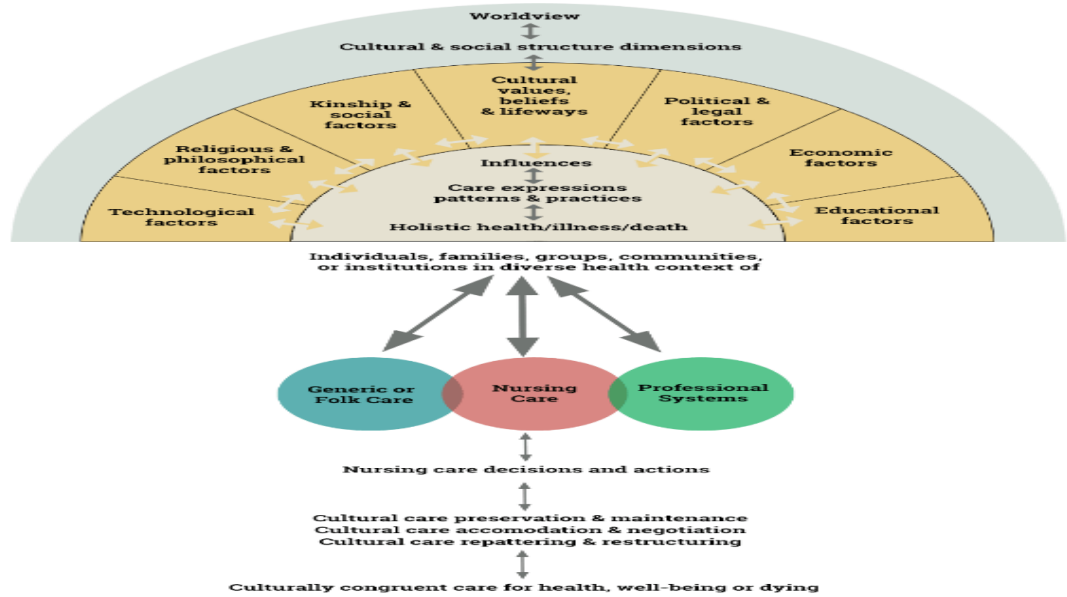 Worldview
Cultural & social structure dimensions
Cultural
values,
beliefs
& lifeways
Kinship &
social
factors
Political &
legal
factors
Religious &
philosophical
factors
Economic
factors
Technological
factors
Educational
factors
Influences
Care expressions
patterns & practices
Holistic health/illness/death
Individuals, families, groups, communities,
or institutions in diverse health context of
Generic or
Folk Care
Nursing
Care
Professional
Systems
Nursing care decisions and actions
Cultural care preservation & maintenance
Cultural care accomodation & negotiation
Cultural care repattering & restructuring
Culturally congruent care for health, well-being or dying